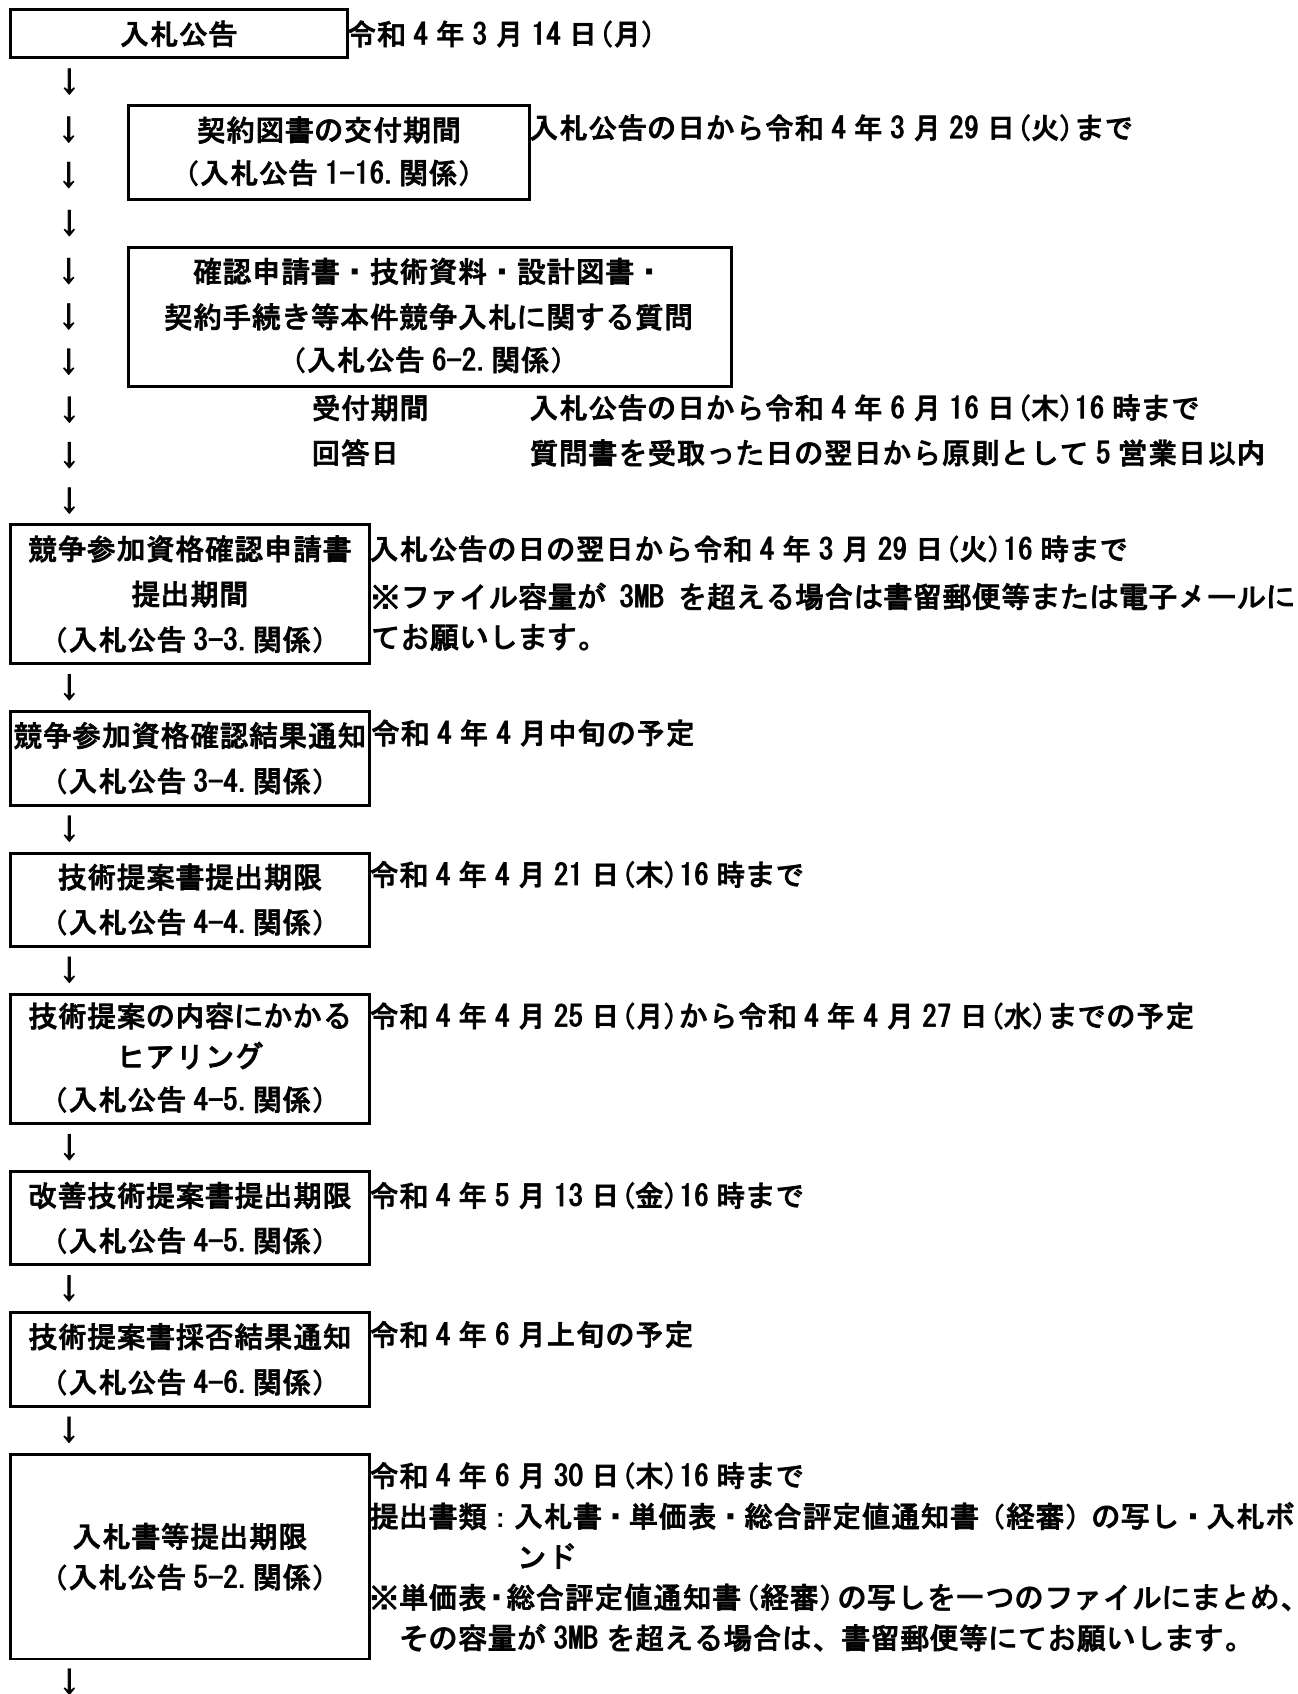 入札公告 令和4年3月14日(月)
↓
↓ 契約図書の交付期間 入札公告の日から令和4年3月29日(火)まで
↓ (入札公告1-16.関係)
↓
↓ 確認申請書・技術資料・設計図書・
↓ 契約手続き等本件競争入札に関する質問
↓ (入札公告6-2.関係)
↓ 受付期間 入札公告の日から令和4年6月16日(木)16時まで
↓ 回答日 質問書を受取った日の翌日から原則として5営業日以内
↓
競争参加資格確認申請書 入札公告の日の翌日から令和4年3月29日(火)16時まで
提出期間 ※ファイル容量が 3MB を超える場合は書留郵便等または電子メールに
(入札公告3-3.関係) てお願いします。
↓
競争参加資格確認結果通知 令和4年4月中旬の予定
(入札公告3-4.関係)
↓
技術提案書提出期限 令和4年4月21日(木)16時まで
(入札公告4-4.関係)
↓
技術提案の内容にかかる 令和4年4月25日(月)から令和4年4月27日(水)までの予定
ヒアリング
(入札公告4-5.関係)
↓
改善技術提案書提出期限 令和4年5月13日(金)16時まで
(入札公告4-5.関係)
↓
技術提案書採否結果通知 令和4年6月上旬の予定
(入札公告4-6.関係)
↓
入札書等提出期限
(入札公告5-2.関係)
令和4年6月30日(木)16時まで
提出書類:入札書・単価表・総合評定値通知書(経審)の写し・入札ボ
ンド
※単価表・総合評定値通知書(経審)の写しを一つのファイルにまとめ、
その容量が3MBを超える場合は、書留郵便等にてお願いします。
↓